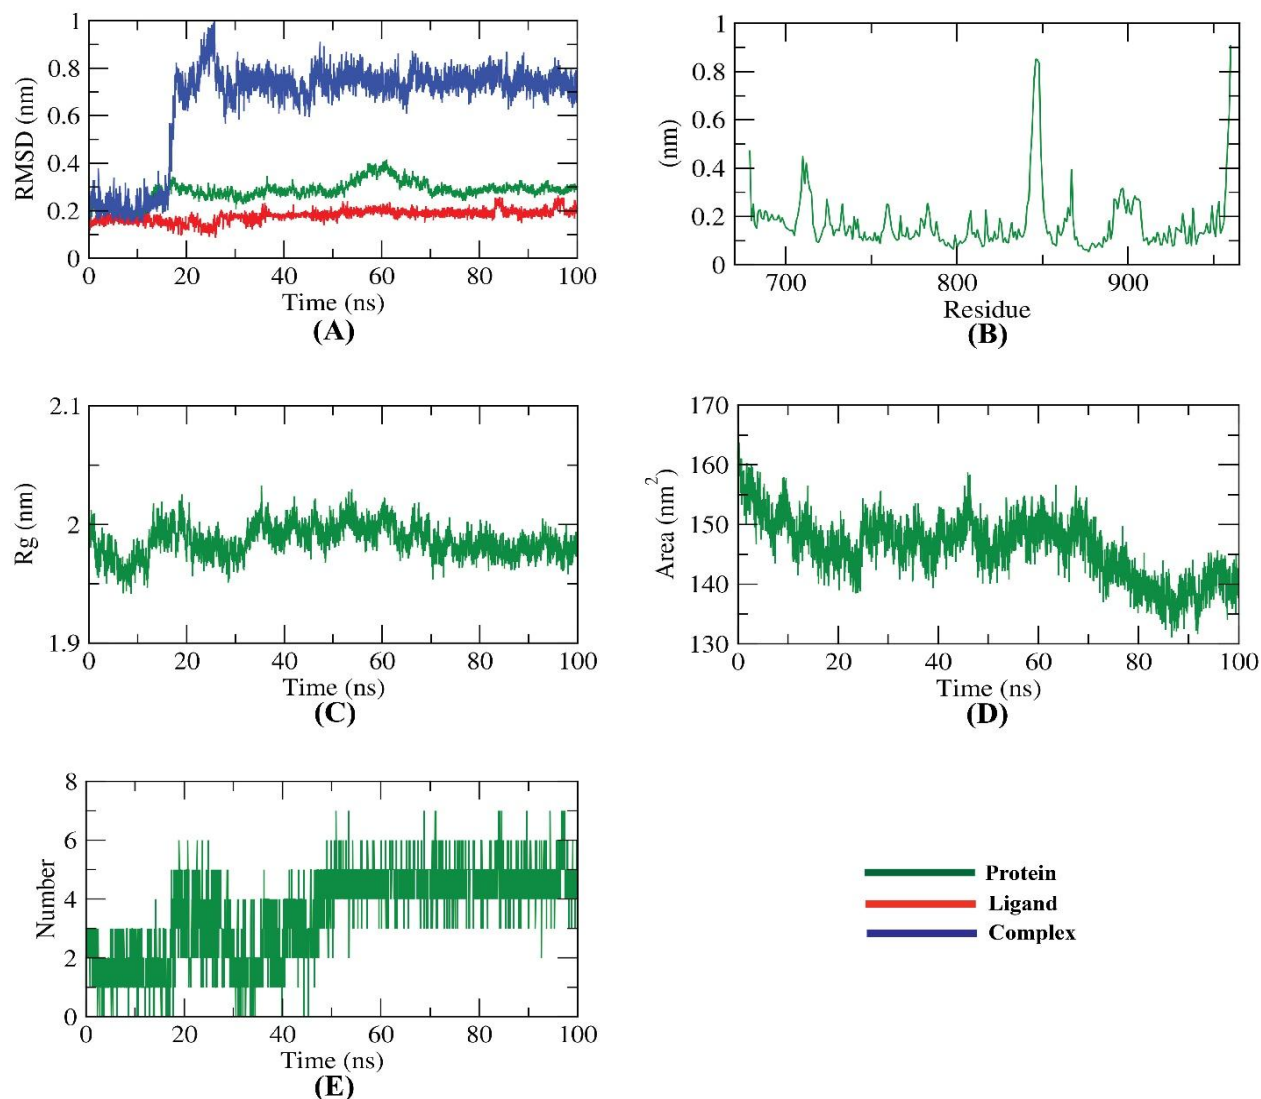 1
0.8
0.6
0.4
0.2
0
RMSD (nm)
0 20 40 60 80 100
Time (ns)
(A)
1
0.8
0.6
0.4
0.2
0
(nm)
700 800 900
Residue
(B)
2.1
2
1.9
Rg (nm)
0 20 40 60 80 100
Time (ns)
(C)
170
160
150
140
130
Area (nm²)
0 20 40 60 80 100
Time (ns)
(D)
8
6
4
2
0
Number
0 20 40 60 80 100
Time (ns)
(E)
Protein
Ligand
Complex